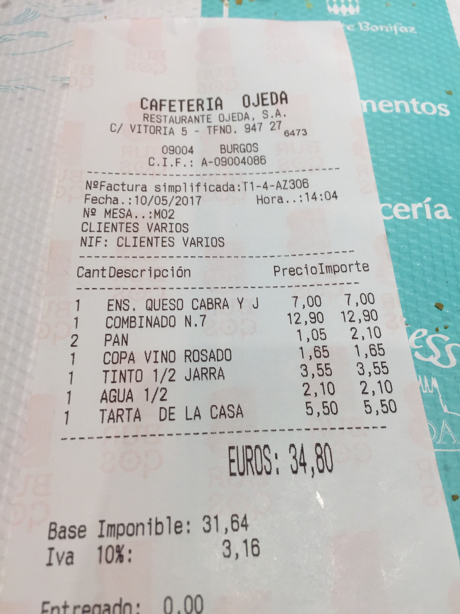 re Bonifaz
mentos
cería
ess
CAFETERIA OJEDA
RESTAURANTE OJEDA, S.A.
C/ VITORIA 5 - TFNO. 947 27 6473
09004 BURGOS
C.I.F.: A-09004086
NºFactura simplificada:T1-4-AZ306
Fecha.:10/05/2017 Hora..:14:04
Nº MESA..:M02
CLIENTES VARIOS
NIF: CLIENTES VARIOS
CantDescripción PrecioImporte
1 ENS. QUESO CABRA Y J 7,00 7,00
1 COMBINADO N.7 12,90 12,90
2 PAN 1,05 2,10
1 COPA VINO ROSADO 1,65 1,65
1 TINTO 1/2 JARRA 3,55 3,55
1 AGUA 1/2 2,10 2,10
1 TARTA DE LA CASA 5,50 5,50
EUROS: 34,80
Base Imponible: 31,64
Iva 10%: 3,16
Entregado: 0.00